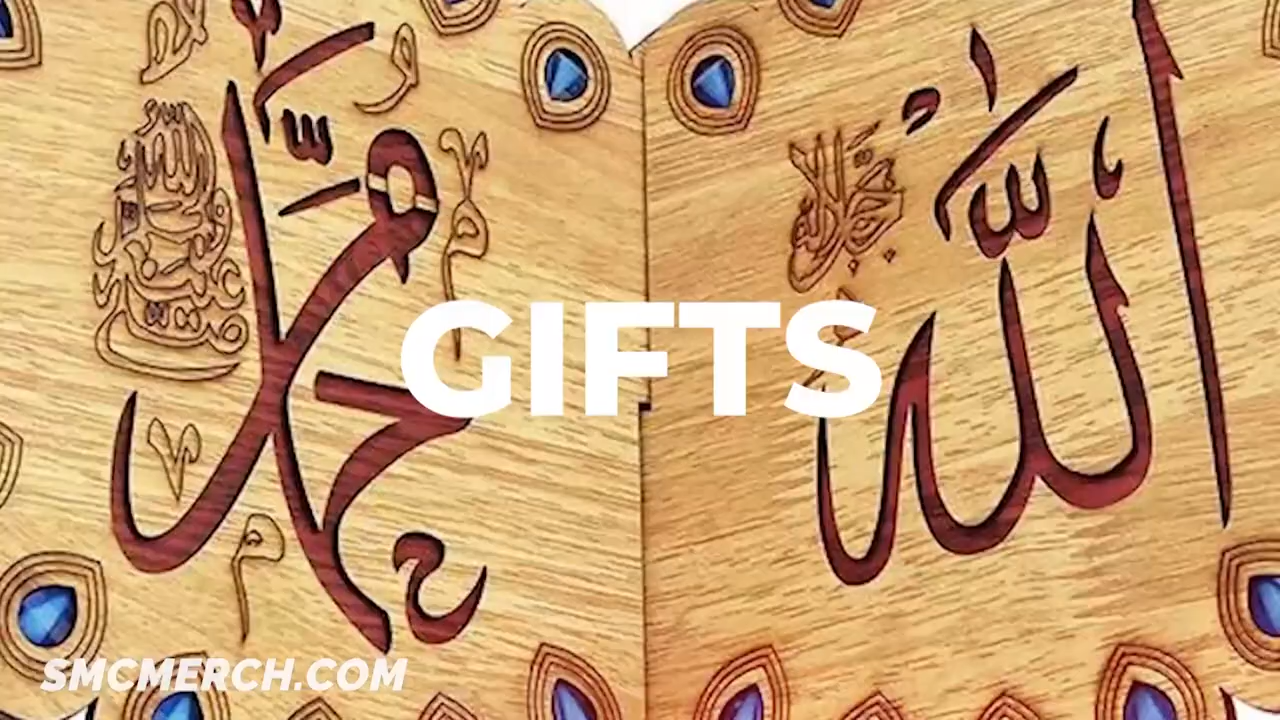 الله
جل جلاله
محمد
صلى الله عليه وسلم
GIFTS
SMCMERCH.COM